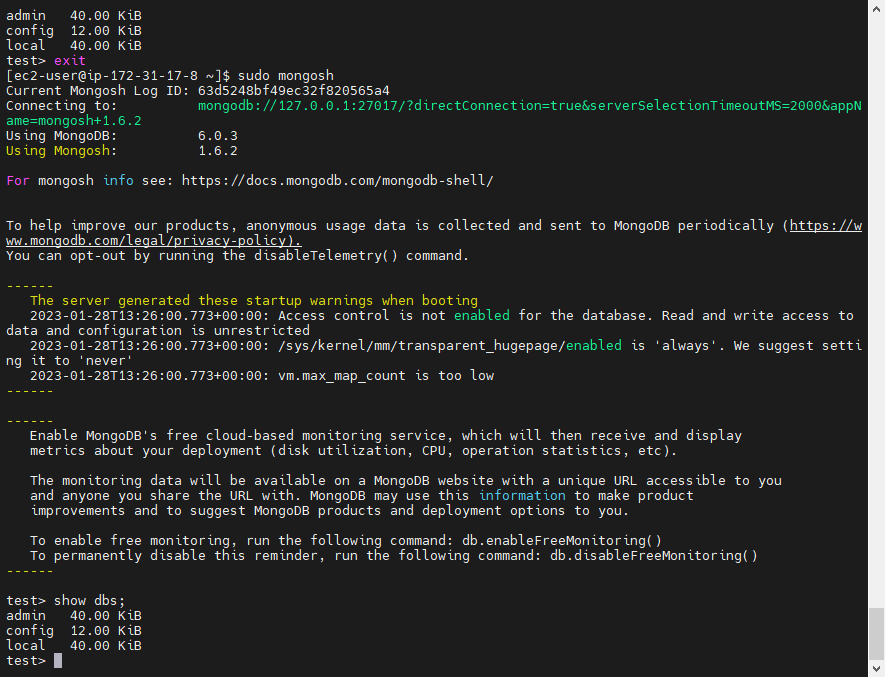 admin   40.00 KiB
config  12.00 KiB
local   40.00 KiB
test> exit
[ec2-user@ip-172-31-17-8 ~]$ sudo mongosh
Current Mongosh Log ID: 63d5248bf49ec32f820565a4
Connecting to:          mongodb://127.0.0.1:27017/?directConnection=true&serverSelectionTimeoutMS=2000&appN
ame=mongosh+1.6.2
Using MongoDB:          6.0.3
Using Mongosh:          1.6.2
For mongosh info see: https://docs.mongodb.com/mongodb-shell/
To help improve our products, anonymous usage data is collected and sent to MongoDB periodically (https://w
ww.mongodb.com/legal/privacy-policy).
You can opt-out by running the disableTelemetry() command.
------
   The server generated these startup warnings when booting
   2023-01-28T13:26:00.773+00:00: Access control is not enabled for the database. Read and write access to
data and configuration is unrestricted
   2023-01-28T13:26:00.773+00:00: /sys/kernel/mm/transparent_hugepage/enabled is 'always'. We suggest setti
ng it to 'never'
   2023-01-28T13:26:00.773+00:00: vm.max_map_count is too low
------
------
   Enable MongoDB's free cloud-based monitoring service, which will then receive and display
   metrics about your deployment (disk utilization, CPU, operation statistics, etc).
   The monitoring data will be available on a MongoDB website with a unique URL accessible to you
   and anyone you share the URL with. MongoDB may use this information to make product
   improvements and to suggest MongoDB products and deployment options to you.
   To enable free monitoring, run the following command: db.enableFreeMonitoring()
   To permanently disable this reminder, run the following command: db.disableFreeMonitoring()
------
test> show dbs;
admin   40.00 KiB
config  12.00 KiB
local   40.00 KiB
test>